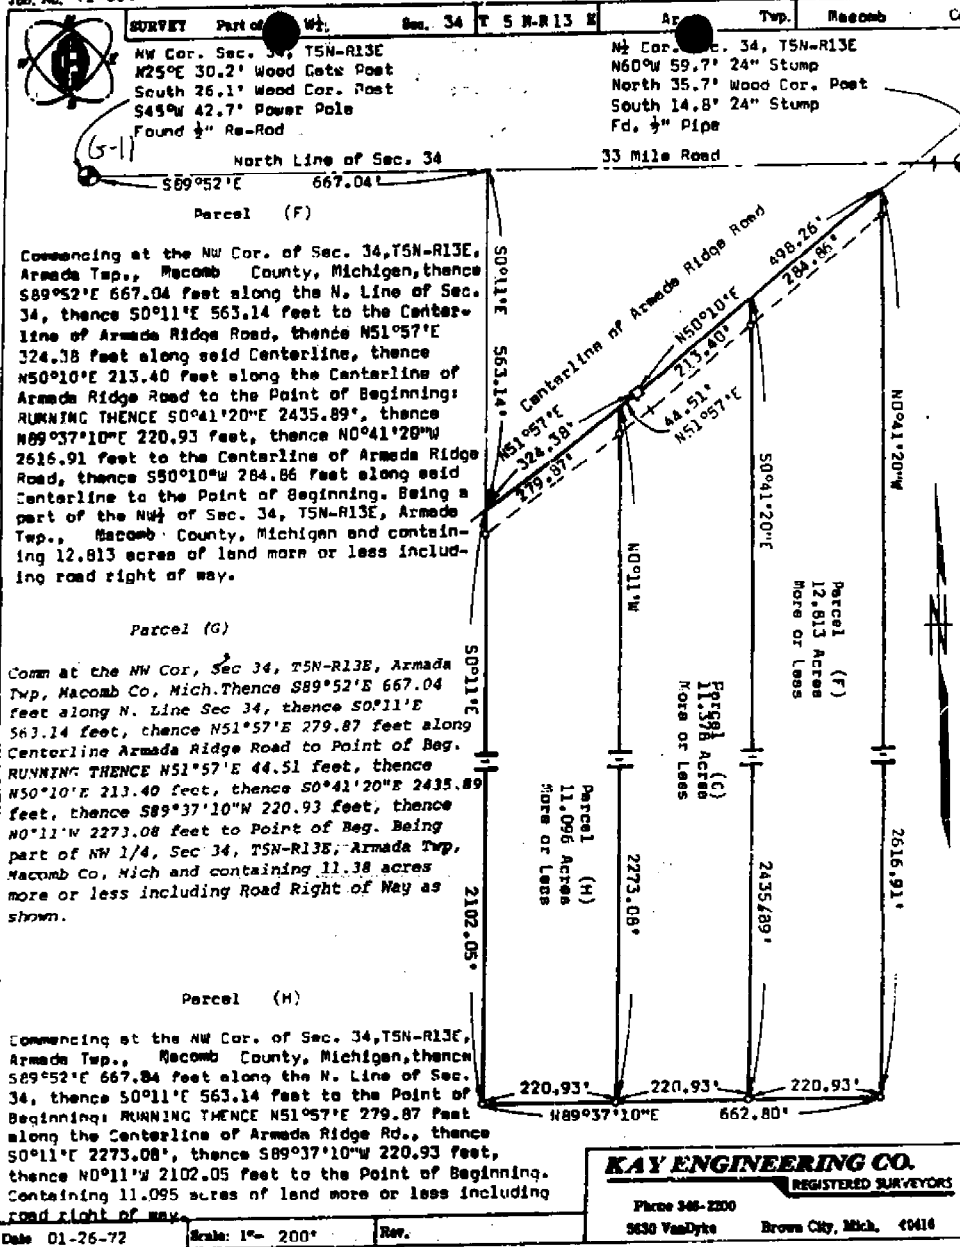 SURVEY Part of W½, Sec. 34 T 5 N-R 13 E Ar Twp. Macomb
NW Cor. Sec. 34, T5N-R13E
N25°E 30.2' Wood Gate Post
South 26.1' Wood Cor. Post
S45°W 42.7' Power Pole
Found ½" Re-Rod
N¼ Cor. Sec. 34, T5N-R13E
N60°W 59.7' 24" Stump
North 35.7' Wood Cor. Post
South 14.8' 24" Stump
Fd. ½" Pipe
G-11
North Line of Sec. 34
33 Mile Road
S89°52'E 667.04'
Parcel (F)
Commencing at the NW Cor. of Sec. 34,T5N-R13E,
Armada Twp., Macomb County, Michigan,thence
S89°52'E 667.04 feet along the N. Line of Sec.
34, thence S0°11'E 563.14 feet to the Center-
line of Armada Ridge Road, thence N51°57'E
324.38 feet along said Centerline, thence
N50°10'E 213.40 feet along the Centerline of
Armada Ridge Road to the Point of Beginning:
RUNNING THENCE S0°41'20"E 2435.89', thence
N89°37'10"E 220.93 feet, thence N0°41'20"W
2616.91 feet to the Centerline of Armada Ridge
Road, thence S50°10"W 284.86 feet along said
Centerline to the Point of Beginning. Being a
part of the NW¼ of Sec. 34, T5N-R13E, Armada
Twp., Macomb County, Michigan and contain-
ing 12.813 acres of land more or less includ-
ing road right of way.
Parcel (G)
Comm at the NW Cor, Sec 34, T5N-R13E, Armada
Twp, Macomb Co, Mich.Thence S89°52'E 667.04
feet along N. Line Sec 34, thence S0°11'E
563.14 feet, thence N51°57'E 279.87 feet along
Centerline Armada Ridge Road to Point of Beg.
RUNNING THENCE N51°57'E 44.51 feet, thence
N50°10'E 213.40 feet, thence S0°41'20"E 2435.89
feet, thence S89°37'10"W 220.93 feet, thence
N0°11'W 2273.08 feet to Point of Beg. Being
part of NW 1/4, Sec 34, T5N-R13E, Armada Twp,
Macomb Co, Mich and containing 11.38 acres
more or less including Road Right of Way as
shown.
Parcel (H)
Commencing at the NW Cor. of Sec. 34,T5N-R13E,
Armada Twp., Macomb County, Michigan,thence
S89°52'E 667.04 feet along the N. Line of Sec.
34, thence S0°11'E 563.14 feet to the Point of
Beginning: RUNNING THENCE N51°57'E 279.87 feet
along the Centerline of Armada Ridge Rd., thence
S0°11'E 2273.08', thence S89°37'10"W 220.93 feet,
thence N0°11'W 2102.05 feet to the Point of Beginning.
Containing 11.095 acres of land more or less including
road right of way.
S0°11'E 563.14'
Centerline of Armada Ridge Road
N51°57'E
324.38'
279.87'
N50°10'E
213.40'
44.51'
N51°57'E
498.26'
284.86'
S0°11'E
2102.05'
N0°11'W
2273.08'
S0°41'20"E
2435.89'
N0°41'20"W
2616.91'
Parcel (F)
12.813 Acres
More or Less
Parcel (G)
11.378 Acres
More or Less
Parcel (H)
11.096 Acres
More or Less
220.93' 220.93' 220.93'
N89°37'10"E 662.80'
KAY ENGINEERING CO.
REGISTERED SURVEYORS
Phone 346-2200
3630 VanDyke Brown City, Mich. 48416
Date 01-26-72 Scale: 1"= 200' Rev.